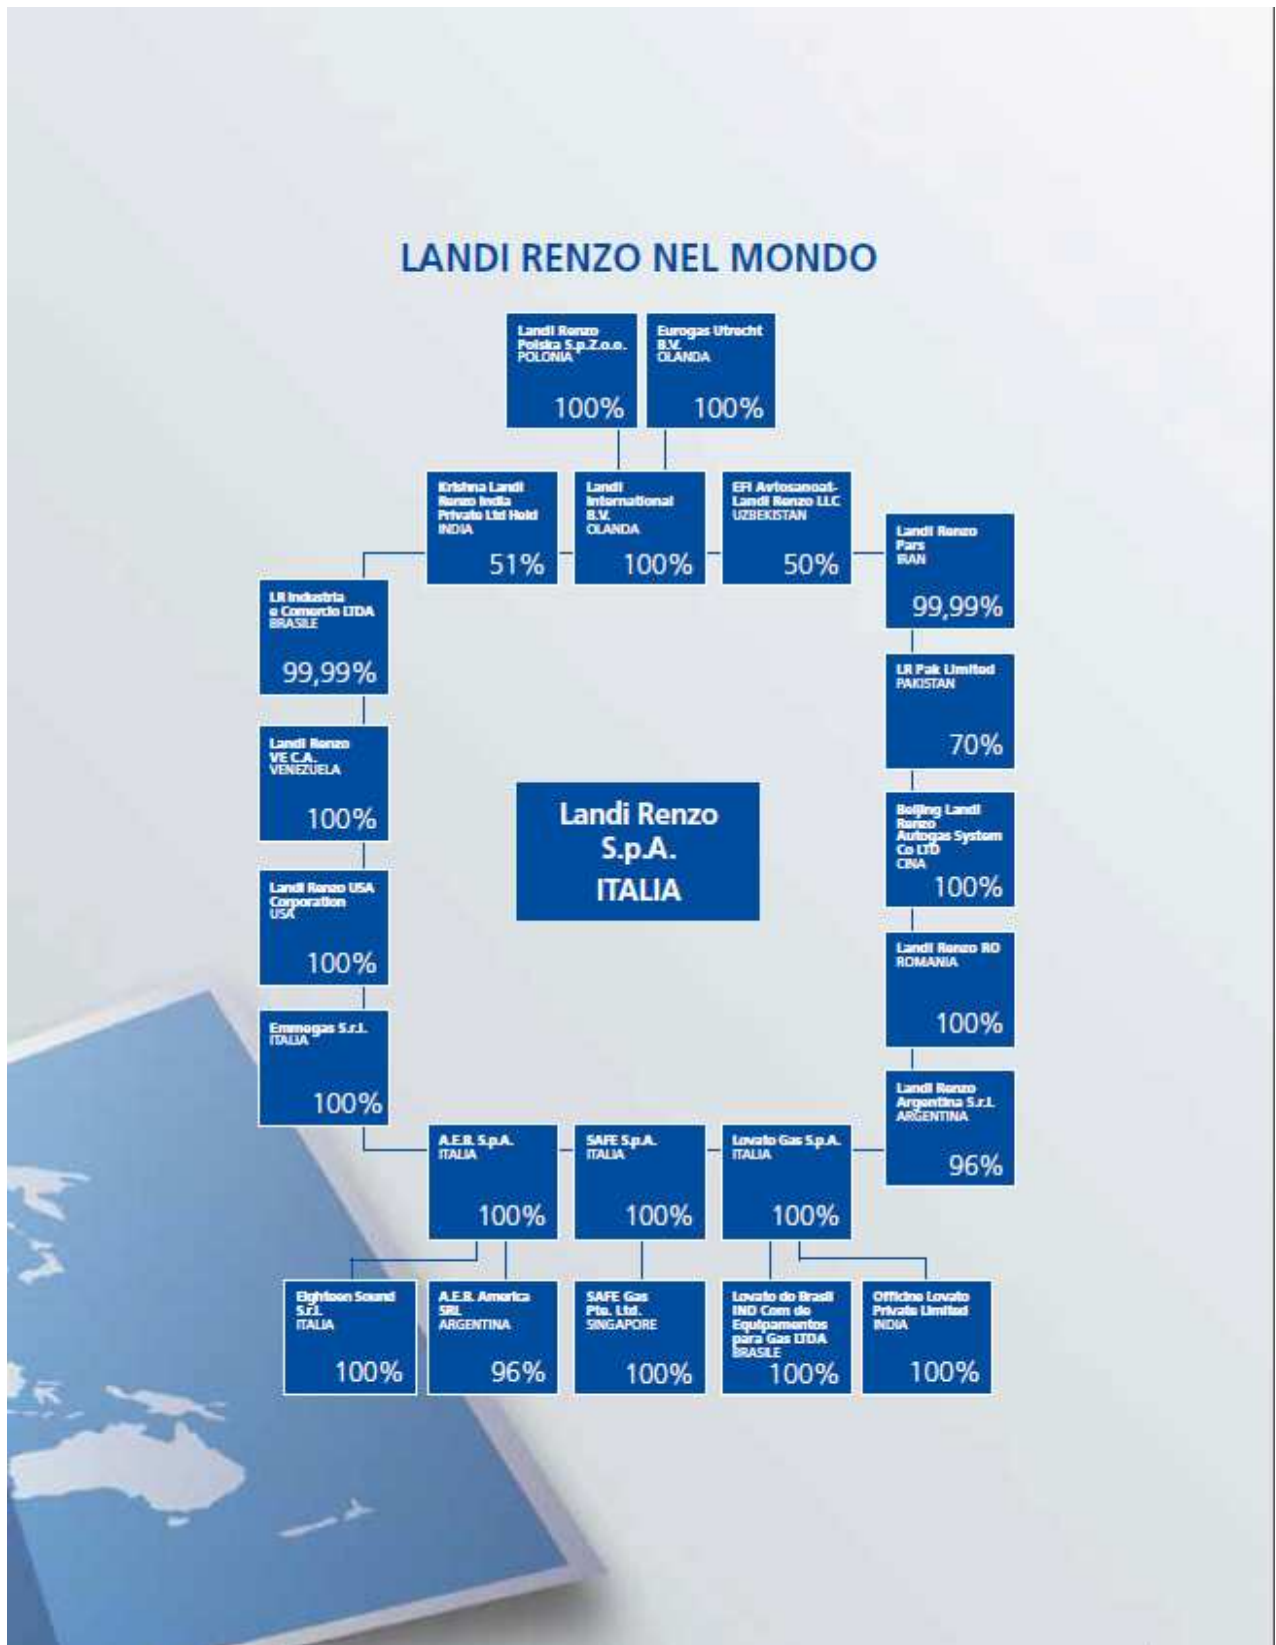 LANDI RENZO NEL MONDO
Landi Renzo
Polska S.p.Z.o.o.
POLONIA
100%
Eurogas Utrecht
B.V.
OLANDA
100%
Krishna Landi
Renzo India
Private Ltd Hold
INDIA
51%
Landi
International
B.V.
OLANDA
100%
EFI Avtosanoat-
Landi Renzo LLC
UZBEKISTAN
50%
Landi Renzo
Pars
IRAN
99,99%
LR Industria
e Comercio LTDA
BRASILE
99,99%
LR Pak Limited
PAKISTAN
70%
Landi Renzo
VE C.A.
VENEZUELA
100%
Landi Renzo
S.p.A.
ITALIA
Beijing Landi
Renzo
Autogas System
Co LTD
CINA
100%
Landi Renzo USA
Corporation
USA
100%
Landi Renzo RO
ROMANIA
100%
Emmegas S.r.l.
ITALIA
100%
Landi Renzo
Argentina S.r.l.
ARGENTINA
96%
A.E.B. S.p.A.
ITALIA
100%
SAFE S.p.A.
ITALIA
100%
Lovato Gas S.p.A.
ITALIA
100%
Eighteen Sound
S.r.l.
ITALIA
100%
A.E.B. America
SRL
ARGENTINA
96%
SAFE Gas
Pte. Ltd.
SINGAPORE
100%
Lovato do Brasil
IND Com de
Equipamentos
para Gas LTDA
BRASILE
100%
Officine Lovato
Private Limited
INDIA
100%